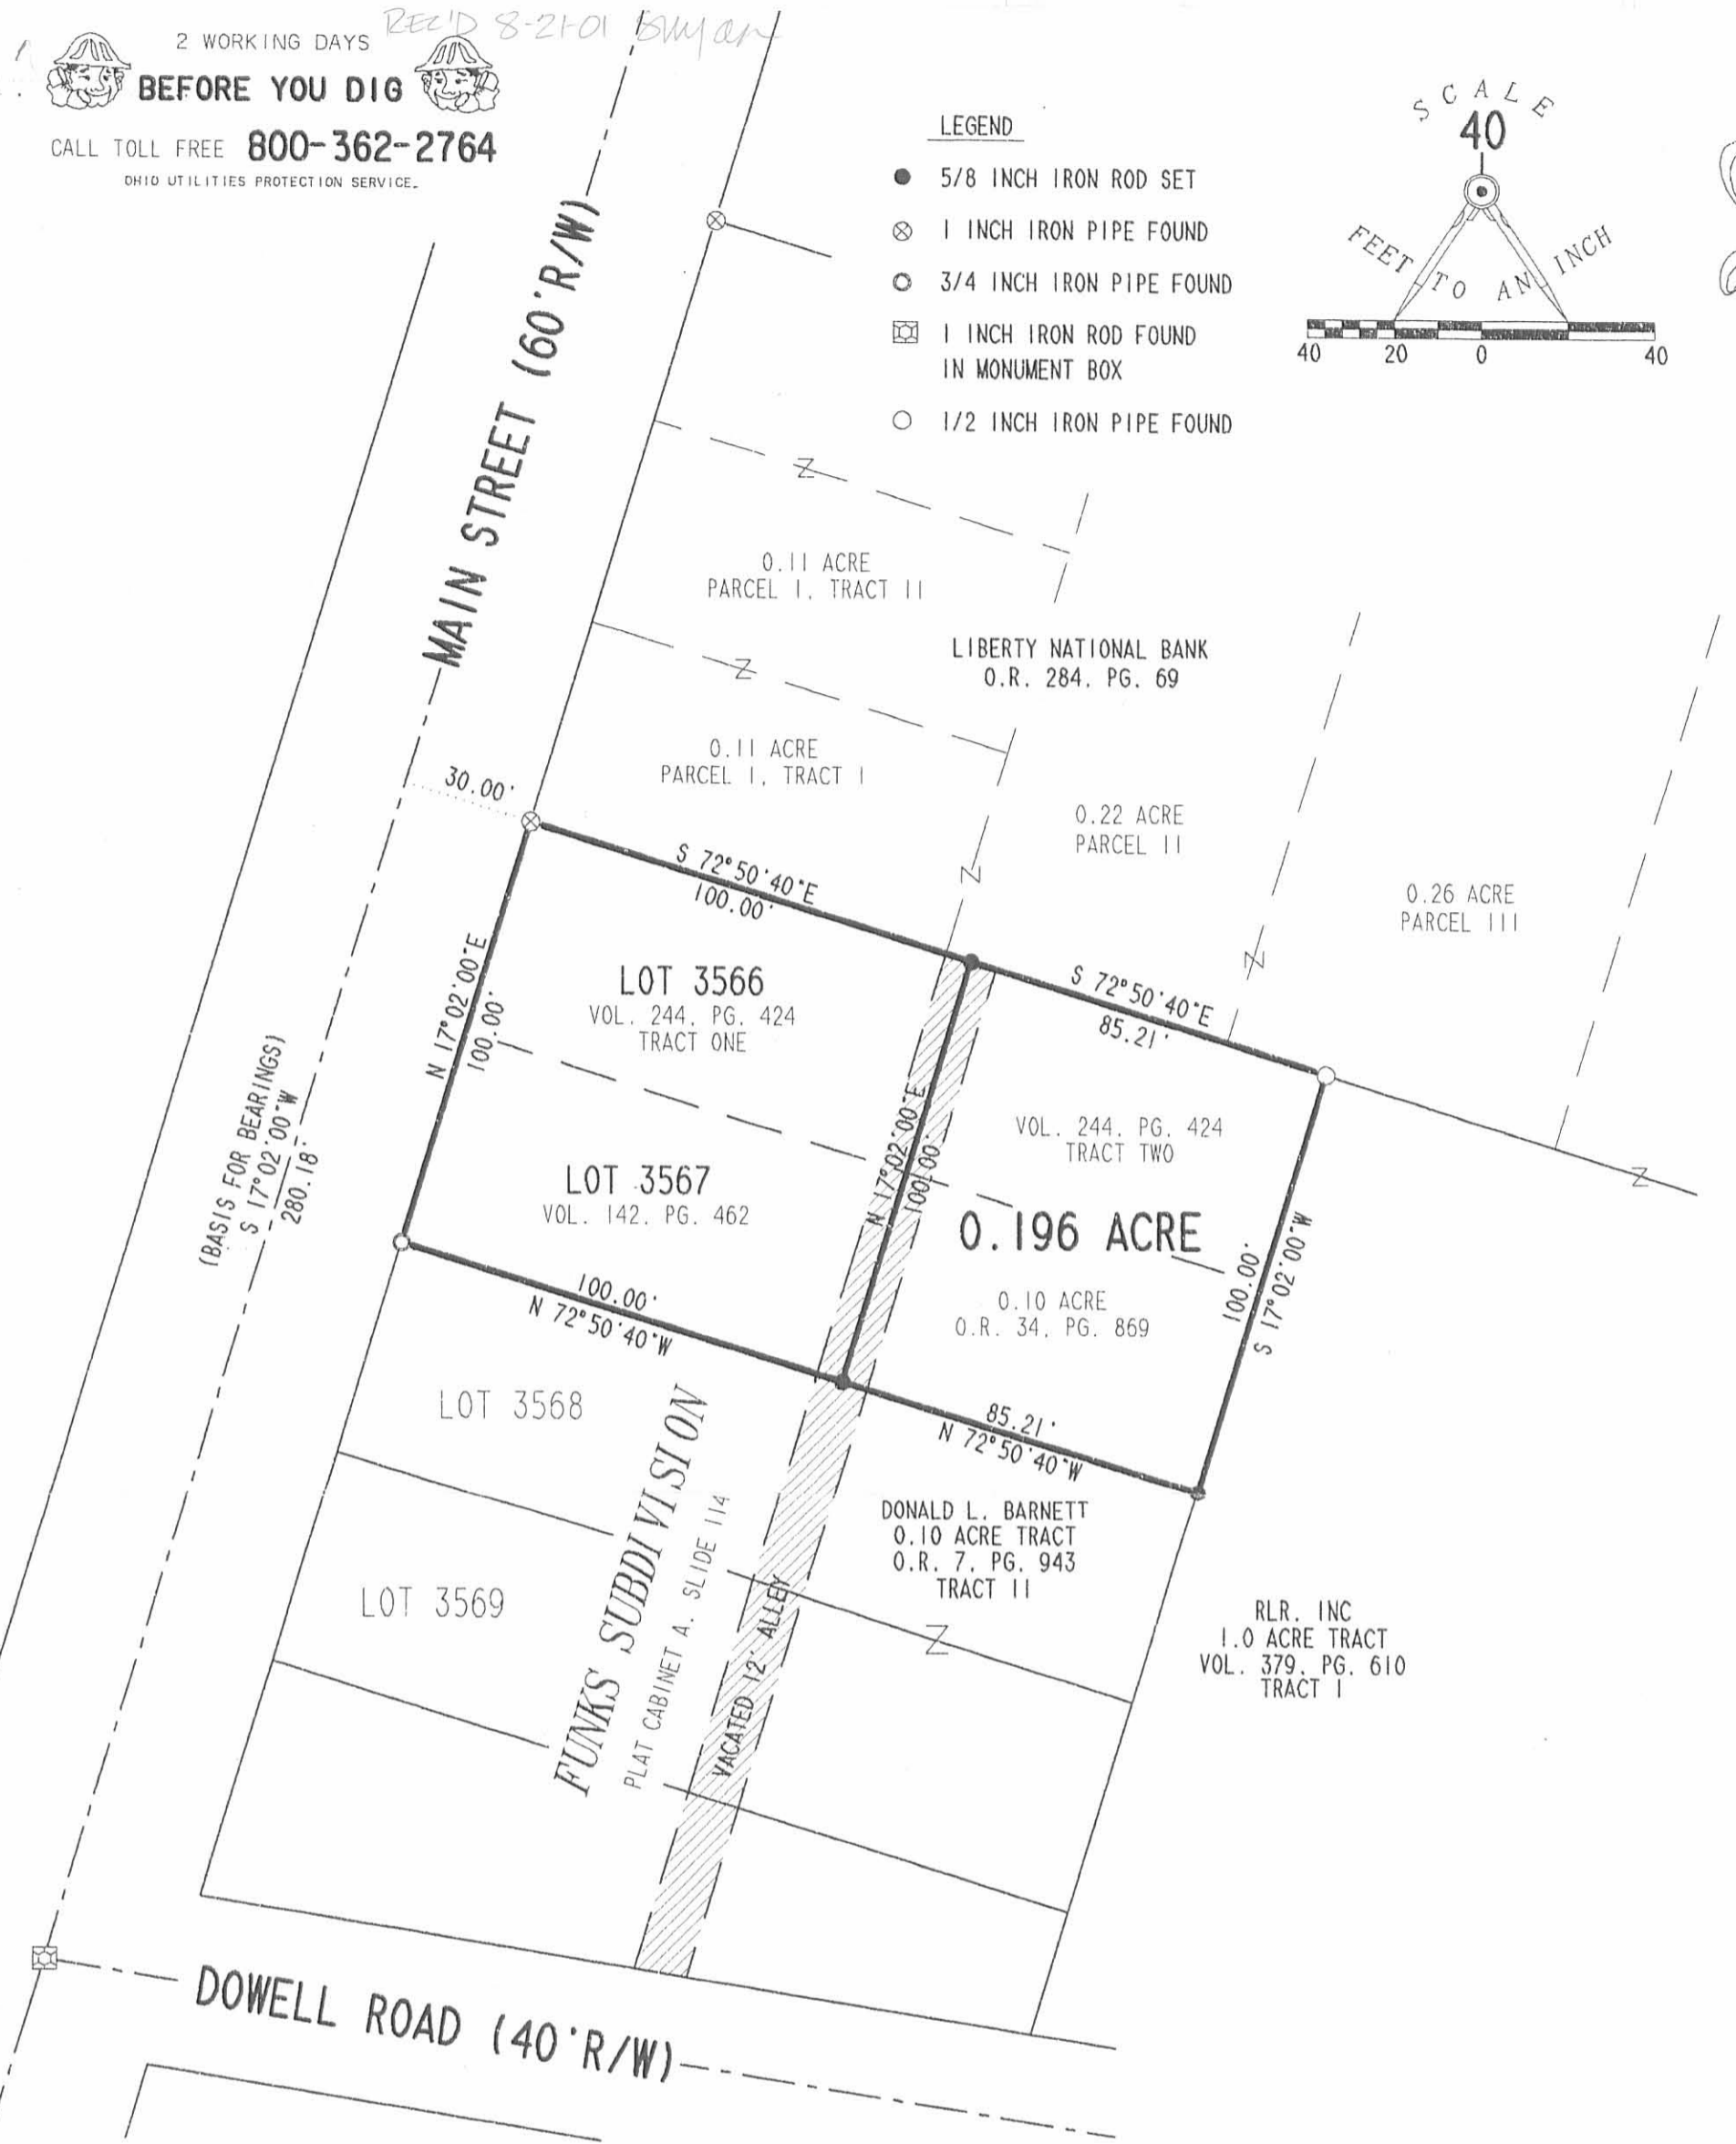 REC'D 8-21-01
2 WORKING DAYS
BEFORE YOU DIG
CALL TOLL FREE 800-362-2764
OHIO UTILITIES PROTECTION SERVICE.
LEGEND
5/8 INCH IRON ROD SET
1 INCH IRON PIPE FOUND
3/4 INCH IRON PIPE FOUND
1 INCH IRON ROD FOUND
IN MONUMENT BOX
1/2 INCH IRON PIPE FOUND
SCALE
40
FEET TO AN INCH
40 20 0 40
MAIN STREET (60'R/W)
0.11 ACRE
PARCEL I, TRACT II
LIBERTY NATIONAL BANK
O.R. 284, PG. 69
0.11 ACRE
PARCEL I, TRACT I
30.00'
0.22 ACRE
PARCEL II
0.26 ACRE
PARCEL III
S 72°50'40"E
100.00'
S 72°50'40"E
85.21'
N 17°02'00"E
100.00'
LOT 3566
VOL. 244, PG. 424
TRACT ONE
(BASIS FOR BEARINGS)
S 17°02'00"W
280.18'
N 17°02'00"E
100.00'
VOL. 244, PG. 424
TRACT TWO
LOT 3567
VOL. 142, PG. 462
0.196 ACRE
0.10 ACRE
O.R. 34, PG. 869
100.00'
S 17°02'00"W
100.00'
N 72°50'40"W
85.21'
N 72°50'40"W
LOT 3568
FUNKS SUBDIVISION
PLAT CABINET A, SLIDE 114
VACATED 12' ALLEY
DONALD L. BARNETT
0.10 ACRE TRACT
O.R. 7, PG. 943
TRACT II
LOT 3569
RLR, INC
1.0 ACRE TRACT
VOL. 379, PG. 610
TRACT I
DOWELL ROAD (40'R/W)